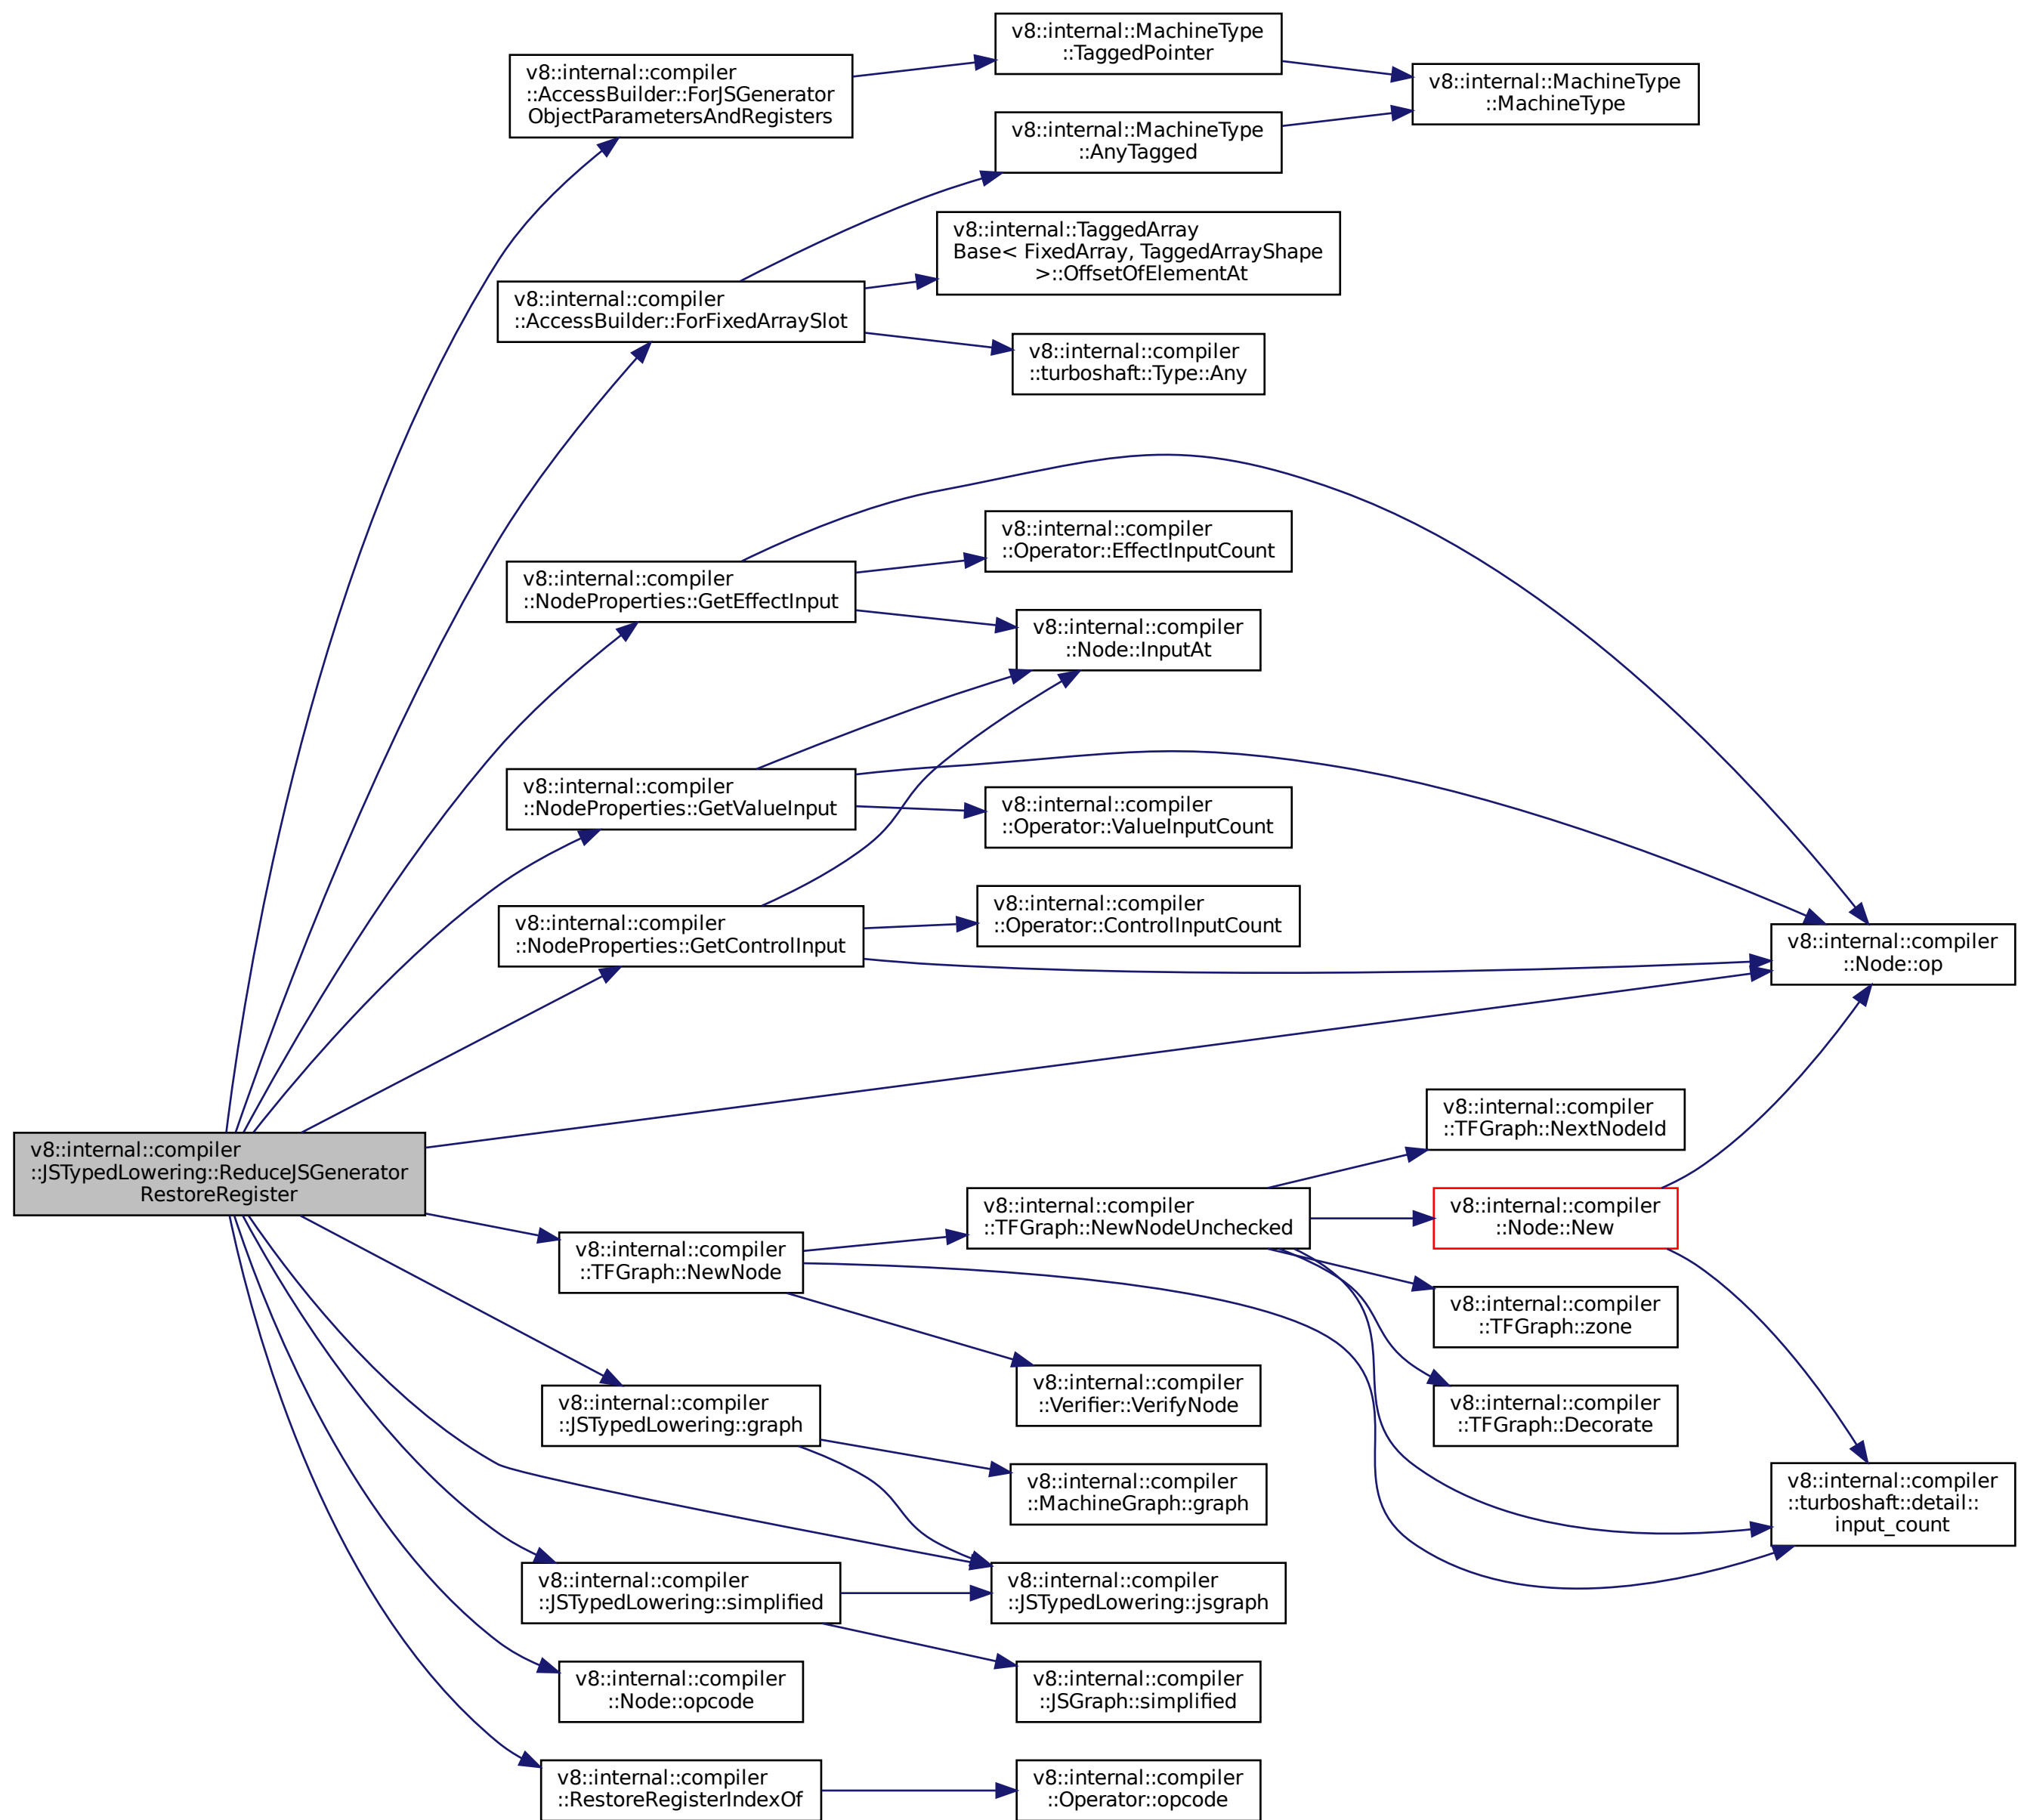 v8::internal::MachineType
::TaggedPointer
v8::internal::compiler
::AccessBuilder::ForJSGenerator
ObjectParametersAndRegisters
v8::internal::MachineType
::MachineType
v8::internal::MachineType
::AnyTagged
v8::internal::TaggedArray
Base< FixedArray, TaggedArrayShape
>::OffsetOfElementAt
v8::internal::compiler
::AccessBuilder::ForFixedArraySlot
v8::internal::compiler
::turboshaft::Type::Any
v8::internal::compiler
::Operator::EffectInputCount
v8::internal::compiler
::NodeProperties::GetEffectInput
v8::internal::compiler
::Node::InputAt
v8::internal::compiler
::NodeProperties::GetValueInput
v8::internal::compiler
::Operator::ValueInputCount
v8::internal::compiler
::Operator::ControlInputCount
v8::internal::compiler
::NodeProperties::GetControlInput
v8::internal::compiler
::Node::op
v8::internal::compiler
::TFGraph::NextNodeId
v8::internal::compiler
::JSTypedLowering::ReduceJSGenerator
RestoreRegister
v8::internal::compiler
::TFGraph::NewNodeUnchecked
v8::internal::compiler
::Node::New
v8::internal::compiler
::TFGraph::NewNode
v8::internal::compiler
::TFGraph::zone
v8::internal::compiler
::Verifier::VerifyNode
v8::internal::compiler
::JSTypedLowering::graph
v8::internal::compiler
::TFGraph::Decorate
v8::internal::compiler
::MachineGraph::graph
v8::internal::compiler
::turboshaft::detail::
input_count
v8::internal::compiler
::JSTypedLowering::simplified
v8::internal::compiler
::JSTypedLowering::jsgraph
v8::internal::compiler
::Node::opcode
v8::internal::compiler
::JSGraph::simplified
v8::internal::compiler
::RestoreRegisterIndexOf
v8::internal::compiler
::Operator::opcode